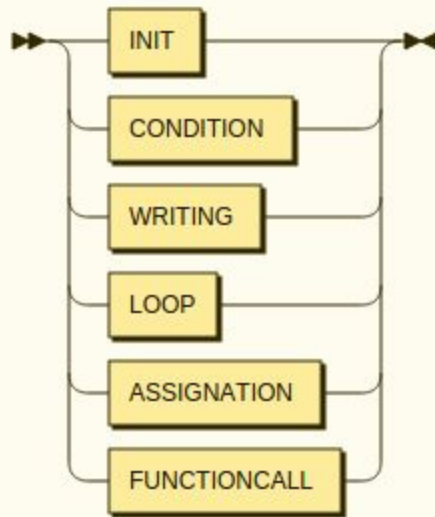 INIT
CONDITION
WRITING
LOOP
ASSIGNATION
FUNCTIONCALL